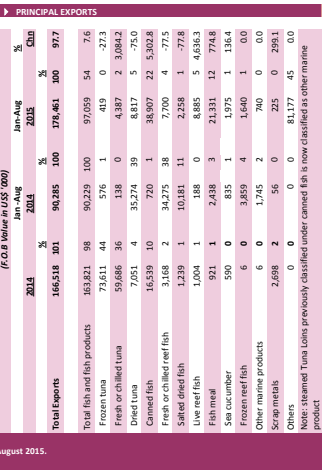 PRINCIPAL EXPORTS
(F.O.B Value in US$ '000)
Jan -Aug Jan-Aug %
2014 % 2014 % 2015 % Chn
Total Exports 166,518 101 90,285 100 178,461 100 97.7
Total fish and fish products 163,821 98 90,229 100 97,059 54 7.6
Frozen tuna 73,611 44 576 1 419 0 -27.3
Fresh or chilled tuna 59,686 36 138 0 4,387 2 3,084.2
Dried tuna 7,051 4 35,274 39 8,817 5 -75.0
Canned fish 16,539 10 720 1 38,907 22 5,302.8
Fresh or chilled reef fish 3,168 2 34,275 38 7,700 4 -77.5
Salted dried fish 1,239 1 10,181 11 2,258 1 -77.8
Live reef fish 1,004 1 188 0 8,885 5 4,636.3
Fish meal 921 1 2,438 3 21,331 12 774.8
Sea cucumber 590 0 835 1 1,975 1 136.4
Frozen reef fish 6 0 3,859 4 1,640 1 0.0
Other marine products 6 0 1,745 2 740 0 0.0
Scrap metals 2,698 2 56 0 225 0 299.1
Others 0 0 0 0 81,177 45 0.0
Note: steamed Tuna Loins previously classified under canned fish is now classified as other marine
product
August 2015.